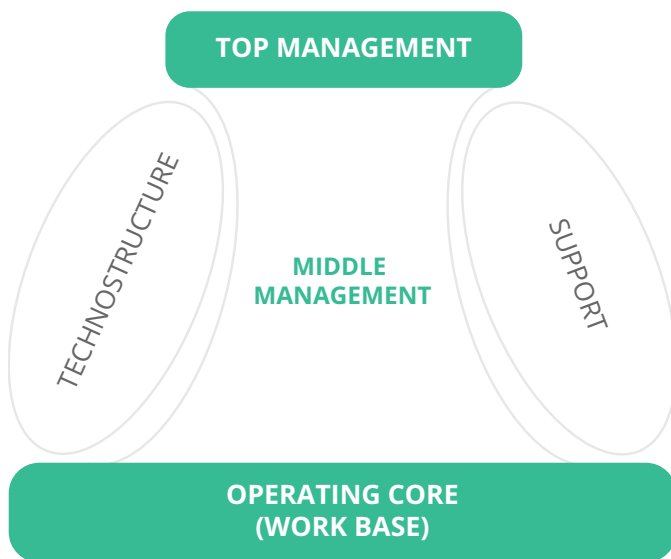 TOP MANAGEMENT
TECHNOSTRUCTURE
MIDDLE
MANAGEMENT
SUPPORT
OPERATING CORE
(WORK BASE)